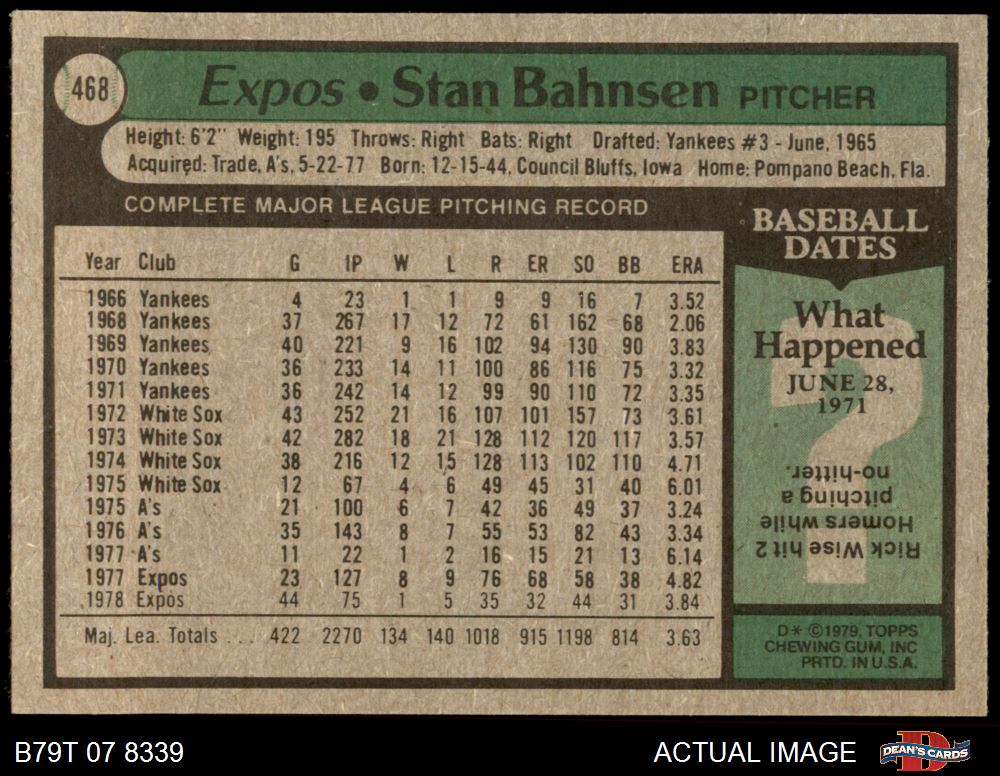 468
Expos • Stan Bahnsen PITCHER
Height: 6'2" Weight: 195 Throws: Right Bats: Right Drafted: Yankees #3 - June, 1965
Acquired: Trade, A's, 5-22-77 Born: 12-15-44, Council Bluffs, Iowa Home: Pompano Beach, Fla.
COMPLETE MAJOR LEAGUE PITCHING RECORD
Year Club G IP W L R ER SO BB ERA
1966 Yankees 4 23 1 1 9 9 16 7 3.52
1968 Yankees 37 267 17 12 72 61 162 68 2.06
1969 Yankees 40 221 9 16 102 94 130 90 3.83
1970 Yankees 36 233 14 11 100 86 116 75 3.32
1971 Yankees 36 242 14 12 99 90 110 72 3.35
1972 White Sox 43 252 21 16 107 101 157 73 3.61
1973 White Sox 42 282 18 21 128 112 120 117 3.57
1974 White Sox 38 216 12 15 128 113 102 110 4.71
1975 White Sox 12 67 4 6 49 45 31 40 6.01
1975 A's 21 100 6 7 42 36 49 37 3.24
1976 A's 35 143 8 7 55 53 82 43 3.34
1977 A's 11 22 1 2 16 15 21 13 6.14
1977 Expos 23 127 8 9 76 68 58 38 4.82
1978 Expos 44 75 1 5 35 32 44 31 3.84
Maj. Lea. Totals ... 422 2270 134 140 1018 915 1198 814 3.63
BASEBALL
DATES
What
Happened
JUNE 28,
1971
Rick Wise hit 2
Homers while
pitching a
no-hitter.
D* ©1979, TOPPS
CHEWING GUM, INC
PRTD. IN U.S.A.
B79T 07 8339
ACTUAL IMAGE
DEAN'S CARDS